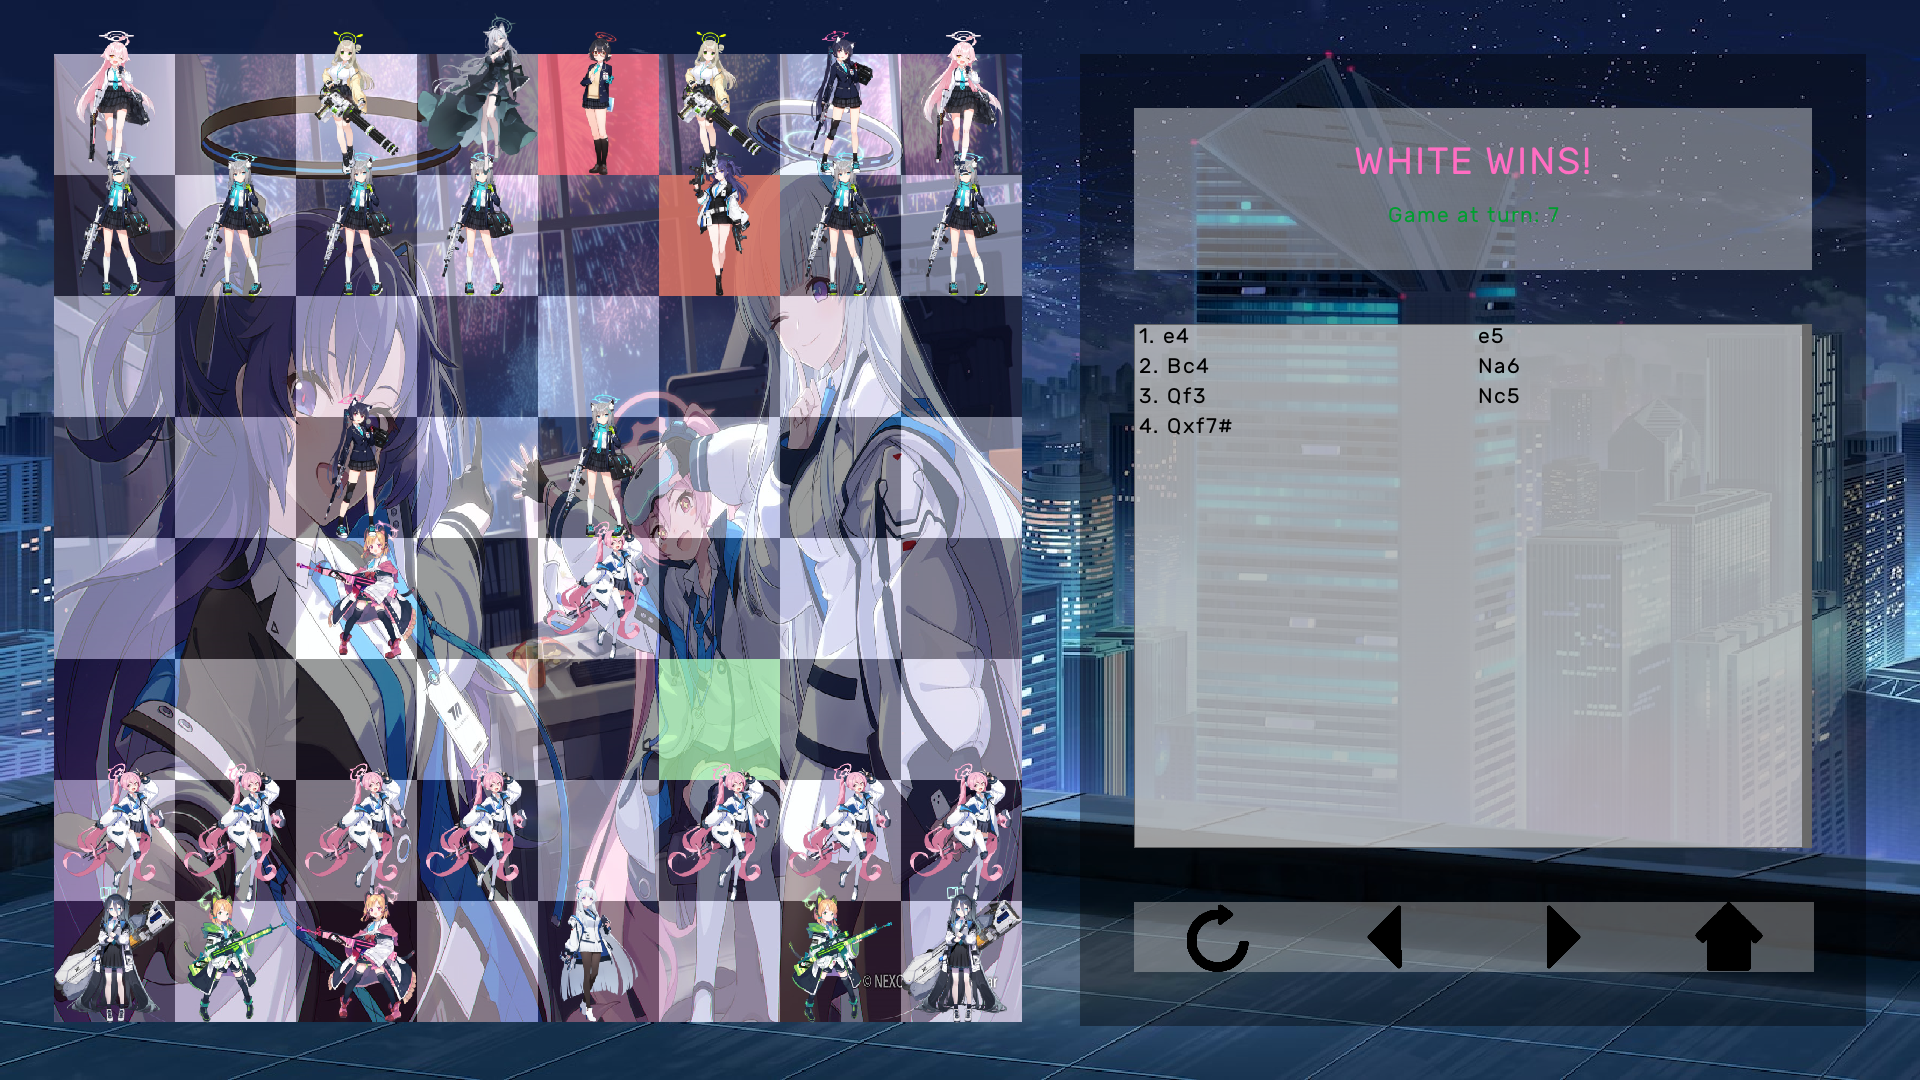 WHITE WINS!
Game at turn: 7
1. e4 e5
2. Bc4 Na6
3. Qf3 Nc5
4. Qxf7#
© NEXO